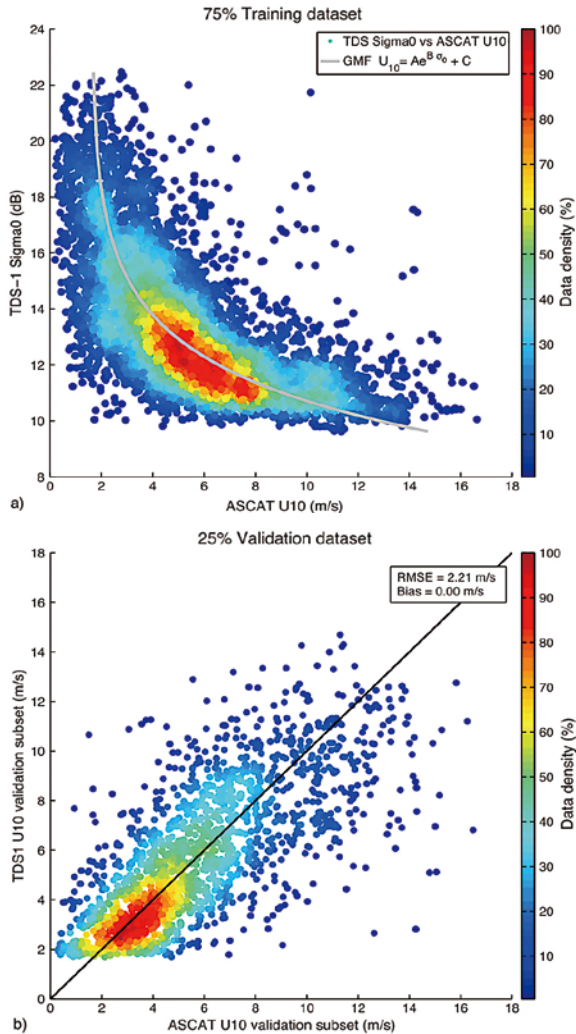 75% Training dataset
TDS Sigma0 vs ASCAT U10
GMF U10= Ae^B σ0 + C
24
22
20
18
16
14
12
10
8
TDS-1 Sigma0 (dB)
0 2 4 6 8 10 12 14 16 18
ASCAT U10 (m/s)
a)
100
90
80
70
60
50
40
30
20
10
Data density (%)
25% Validation dataset
RMSE = 2.21 m/s
Bias = 0.00 m/s
18
16
14
12
10
8
6
4
2
0
TDS1 U10 validation subset (m/s)
0 2 4 6 8 10 12 14 16 18
ASCAT U10 validation subset (m/s)
b)
100
90
80
70
60
50
40
30
20
10
Data density (%)